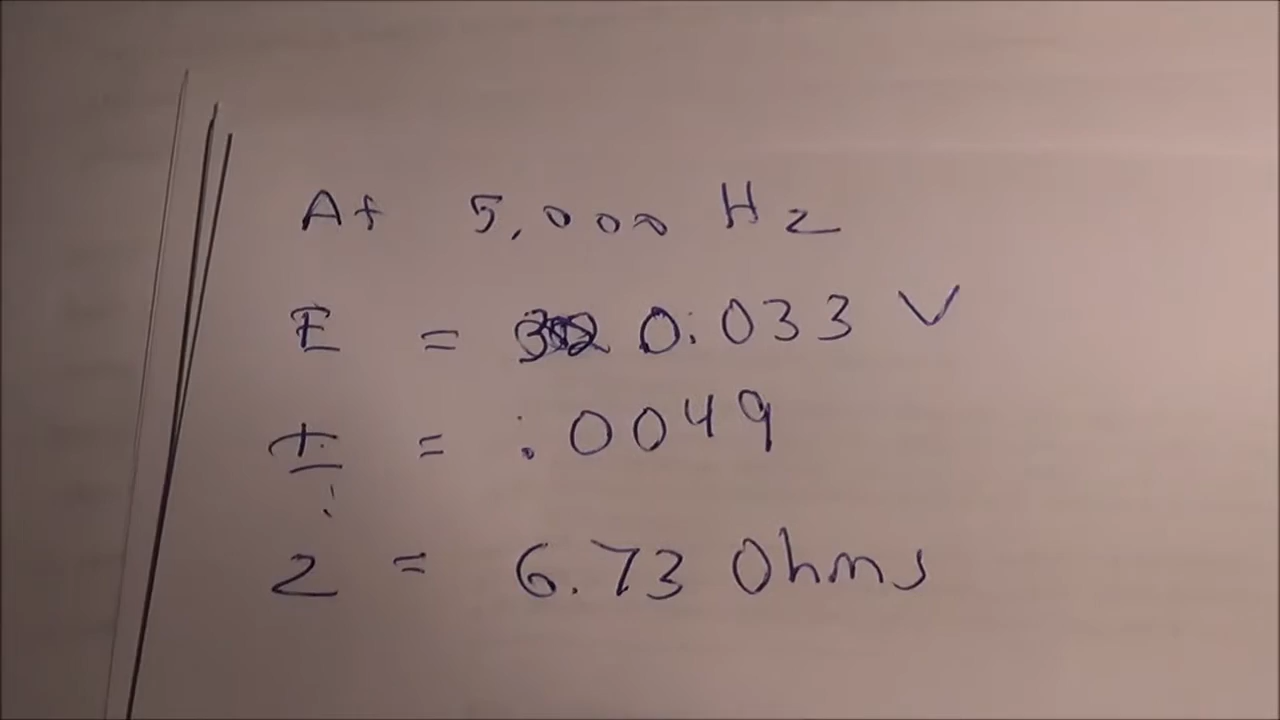 At 5,000 Hz
E = 0.033 V
I = .0049
Z = 6.73 Ohms